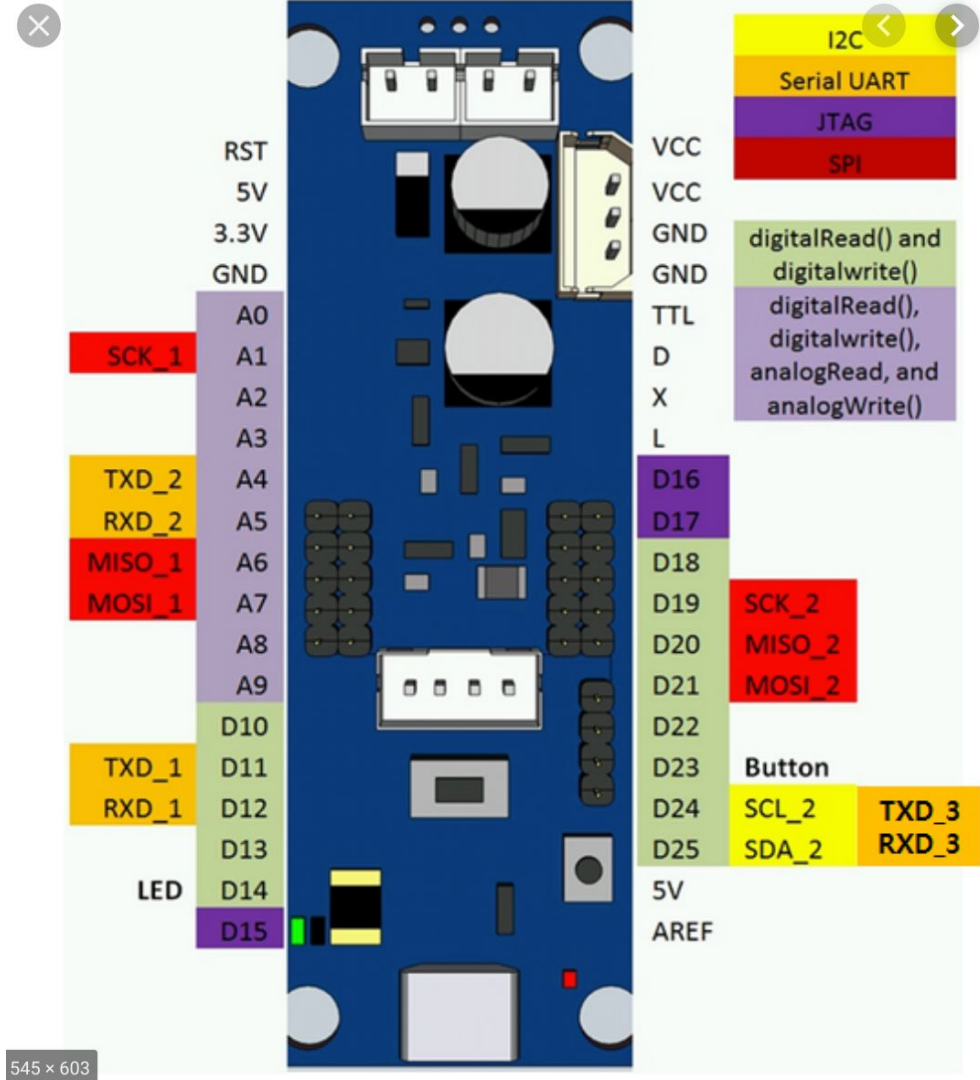 I2C
Serial UART
JTAG
SPI
digitalRead() and
digitalwrite()
digitalRead(),
digitalwrite(),
analogRead, and
analogWrite()
RST
5V
3.3V
GND
A0
SCK_1 A1
A2
A3
TXD_2 A4
RXD_2 A5
MISO_1 A6
MOSI_1 A7
A8
A9
D10
TXD_1 D11
RXD_1 D12
D13
LED D14
D15
VCC
VCC
GND
GND
TTL
D
X
L
D16
D17
D18
D19 SCK_2
D20 MISO_2
D21 MOSI_2
D22
D23 Button
D24 SCL_2 TXD_3
D25 SDA_2 RXD_3
5V
AREF
545 × 603